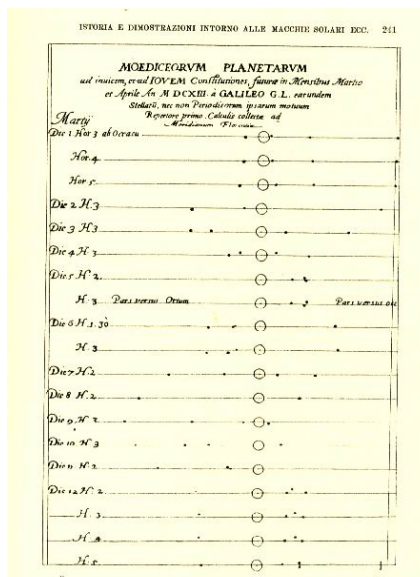 ISTORIA E DIMOSTRAZIONI INTORNO ALLE MACCHIE SOLARI ECC. 241
MOEDICEORVM PLANETARVM
ad invicem, et ad IOVEM Constitutiones, futuræ in Mensibus Martio
et Aprile An M DCXIII. à GALILEO G.L. earundem
Stellarũ, nec non Periodicorum ipsarum motuum
Repertore primo. Calculis collectæ ad
Meridianum Florentiæ
Martij
Die 1 Hor 3 ab Occasu
Hor. 4
Hor. 5
Die 2 H. 3
Die 3 H. 3
Die 4 H. 3
Die 5 H. 2
H. 3 Pars versus Ortum Pars versus occ
Die 6 H. 1. 30
H. 3
Die 7 H. 2
Die 8 H. 2
Die 9 H. 2
Die 10 H. 3
Die 11 H. 2
Die 12 H. 2
H. 3
H. 4
H. 5